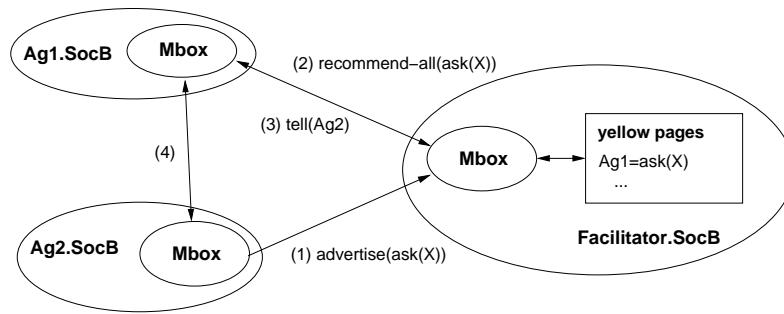 Ag1.SocB
Mbox
(2) recommend−all(ask(X))
(3) tell(Ag2)
(4)
Mbox
yellow pages
Ag1=ask(X)
...
Facilitator.SocB
Ag2.SocB
Mbox
(1) advertise(ask(X))